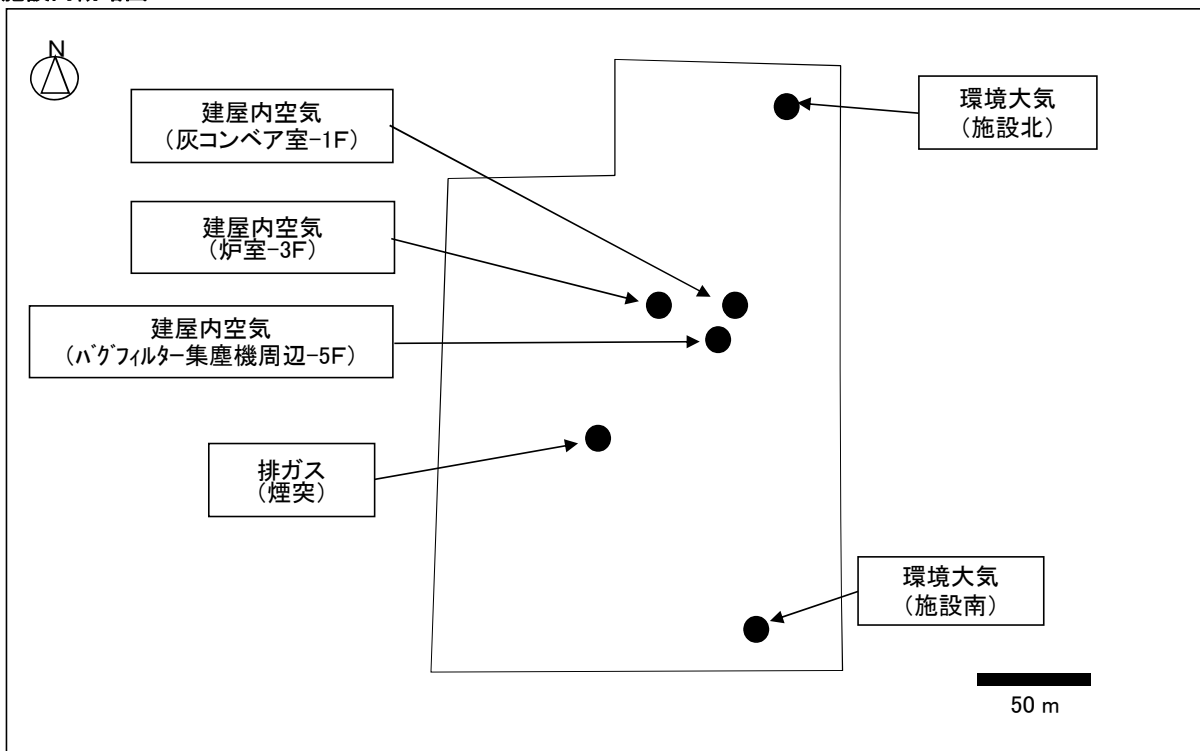 N
建屋内空気
（灰コンベア室-1F）
環境大気
（施設北）
建屋内空気
（炉室-3F）
建屋内空気
（ﾊﾞｸﾞﾌｨﾙﾀｰ集塵機周辺-5F）
排ガス
（煙突）
環境大気
（施設南）
50 m